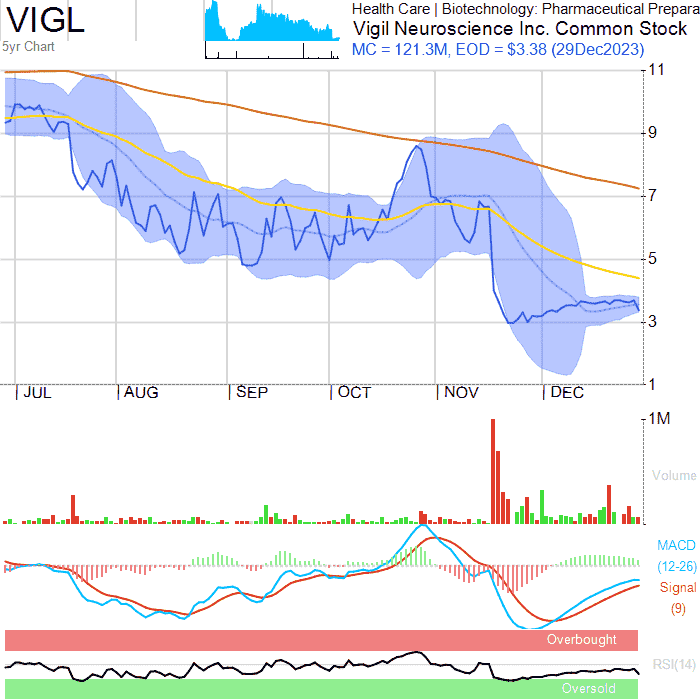 VIGL
5yr Chart
Health Care | Biotechnology: Pharmaceutical Prepara
Vigil Neuroscience Inc. Common Stock
MC = 121.3M, EOD = $3.38 (29Dec2023)
11
9
7
5
3
1
JUL
AUG
SEP
OCT
NOV
DEC
1M
Volume
MACD
(12-26)
Signal
(9)
Overbought
RSI(14)
Oversold